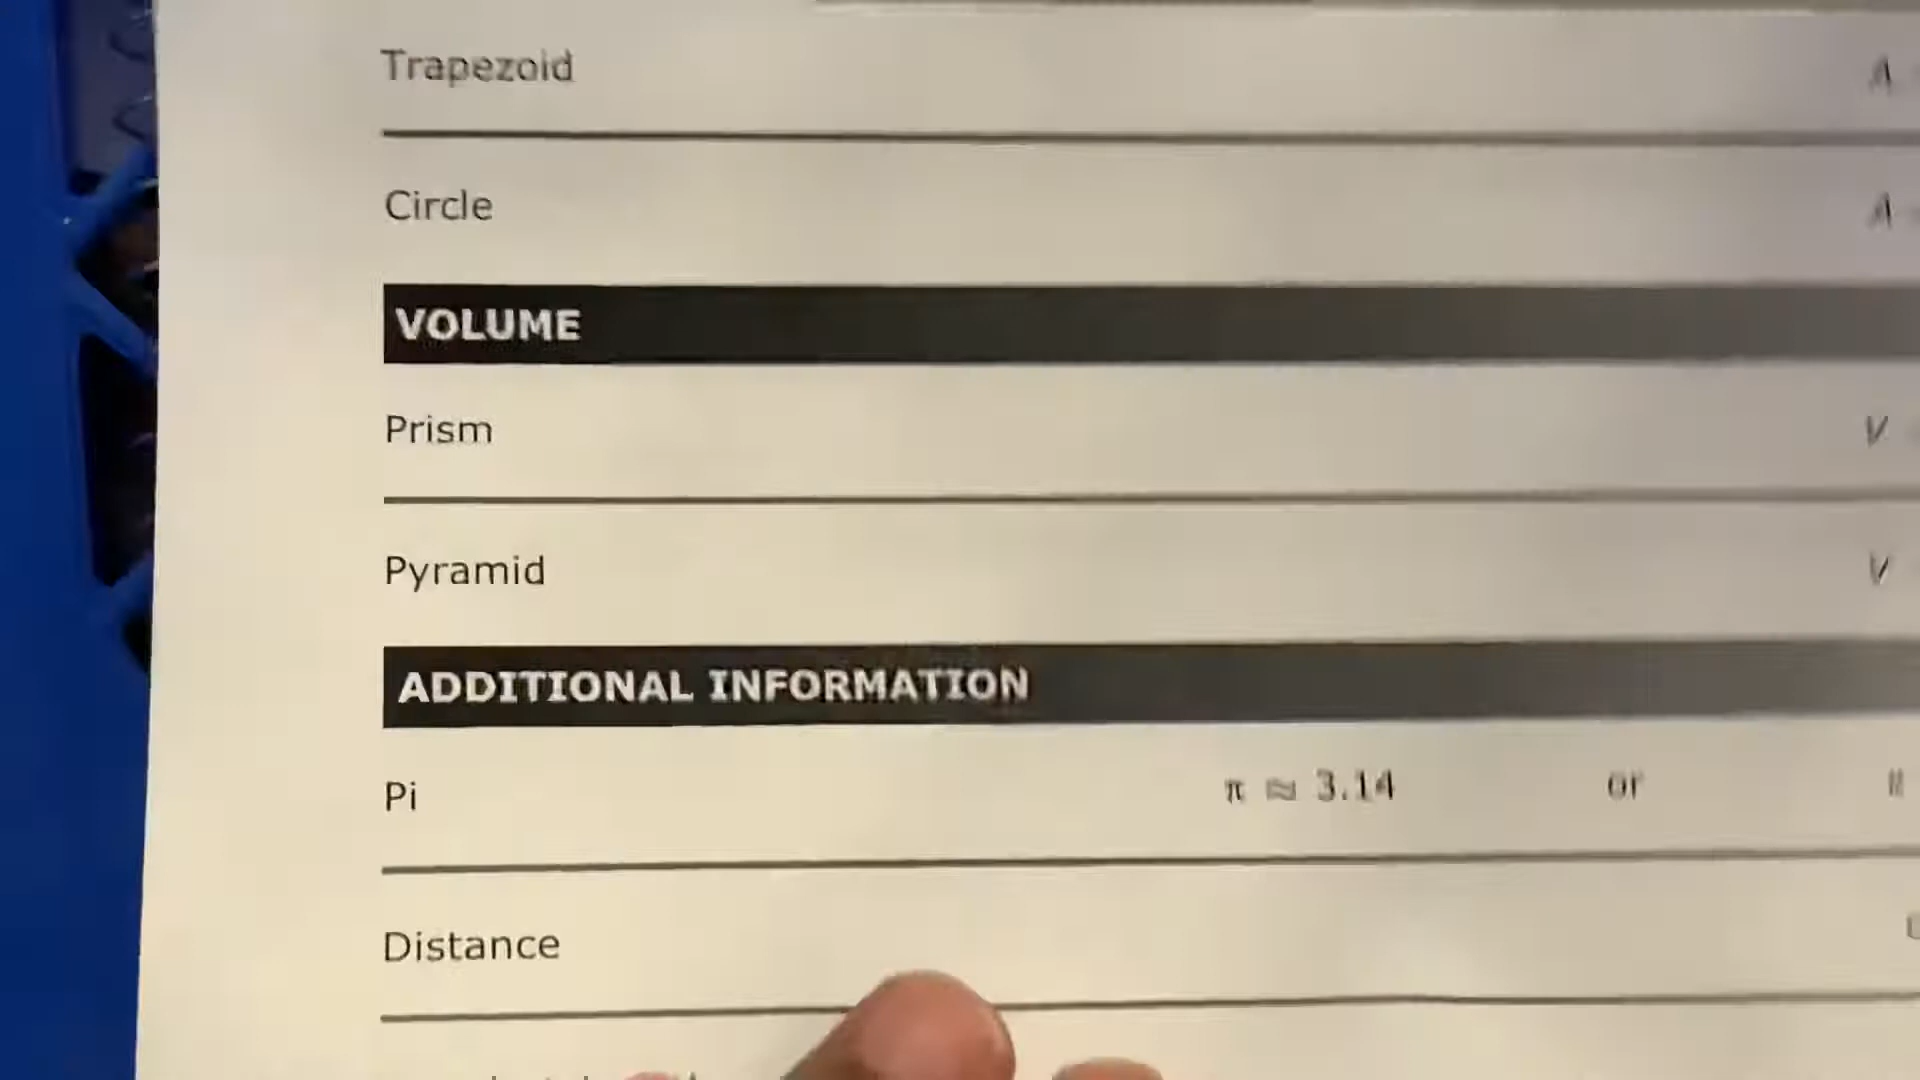 Trapezoid A
Circle A
VOLUME
Prism V
Pyramid V
ADDITIONAL INFORMATION
Pi π ≈ 3.14 or
Distance